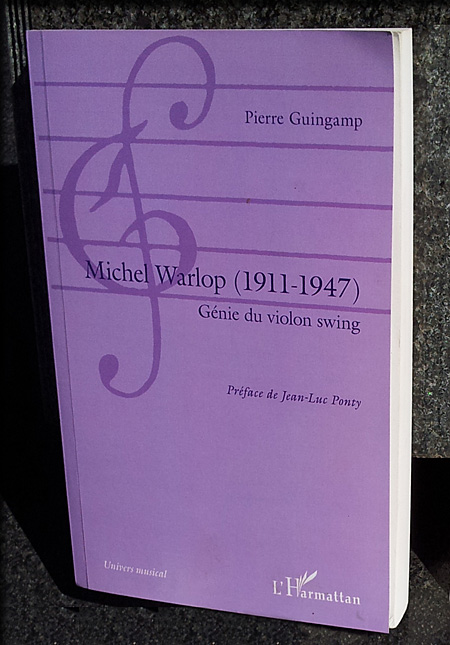 Pierre Guingamp
Michel Warlop (1911-1947)
Génie du violon swing
Préface de Jean-Luc Ponty
Univers musical
L'Harmattan